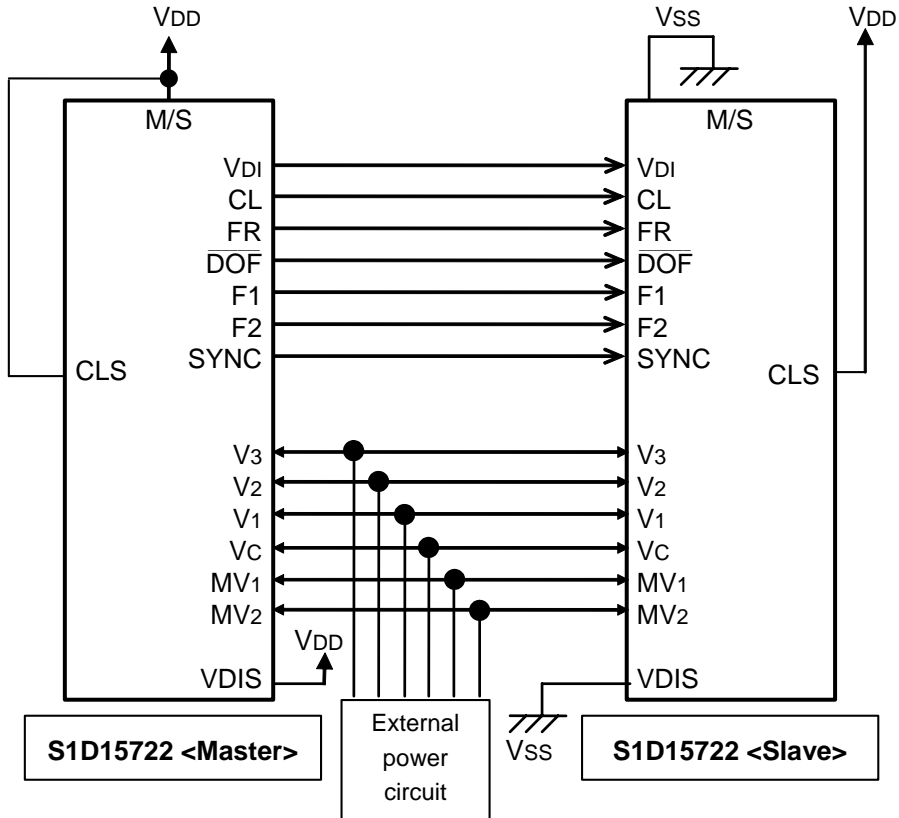 VDD
VSS
VDD
M/S
M/S
VDI
VDI
CL
CL
FR
FR
DOF
DOF
F1
F1
F2
F2
SYNC
SYNC
CLS
CLS
V3
V3
V2
V2
V1
V1
VC
VC
MV1
MV1
MV2
MV2
VDD
VDIS
VDIS
External
power
circuit
VSS
S1D15722 <Master>
S1D15722 <Slave>